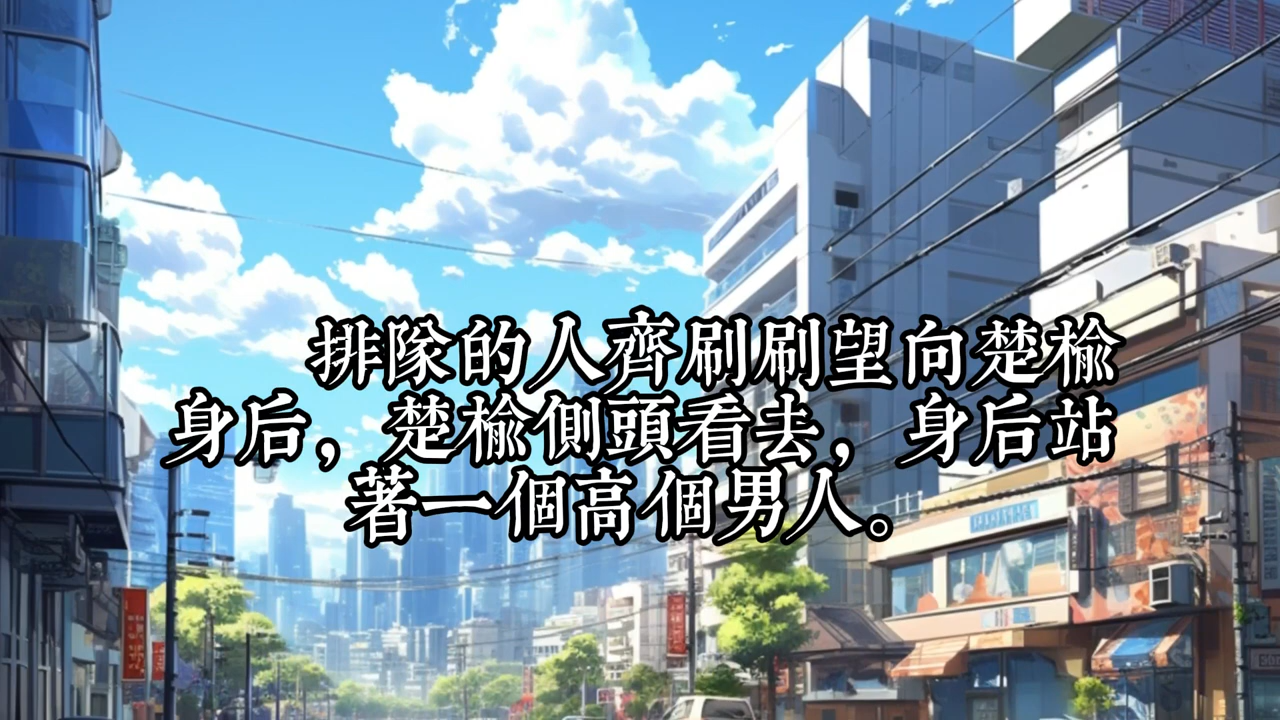 排隊的人齊刷刷望向楚榆
身后，楚榆側頭看去，身后站
著一個高個男人。